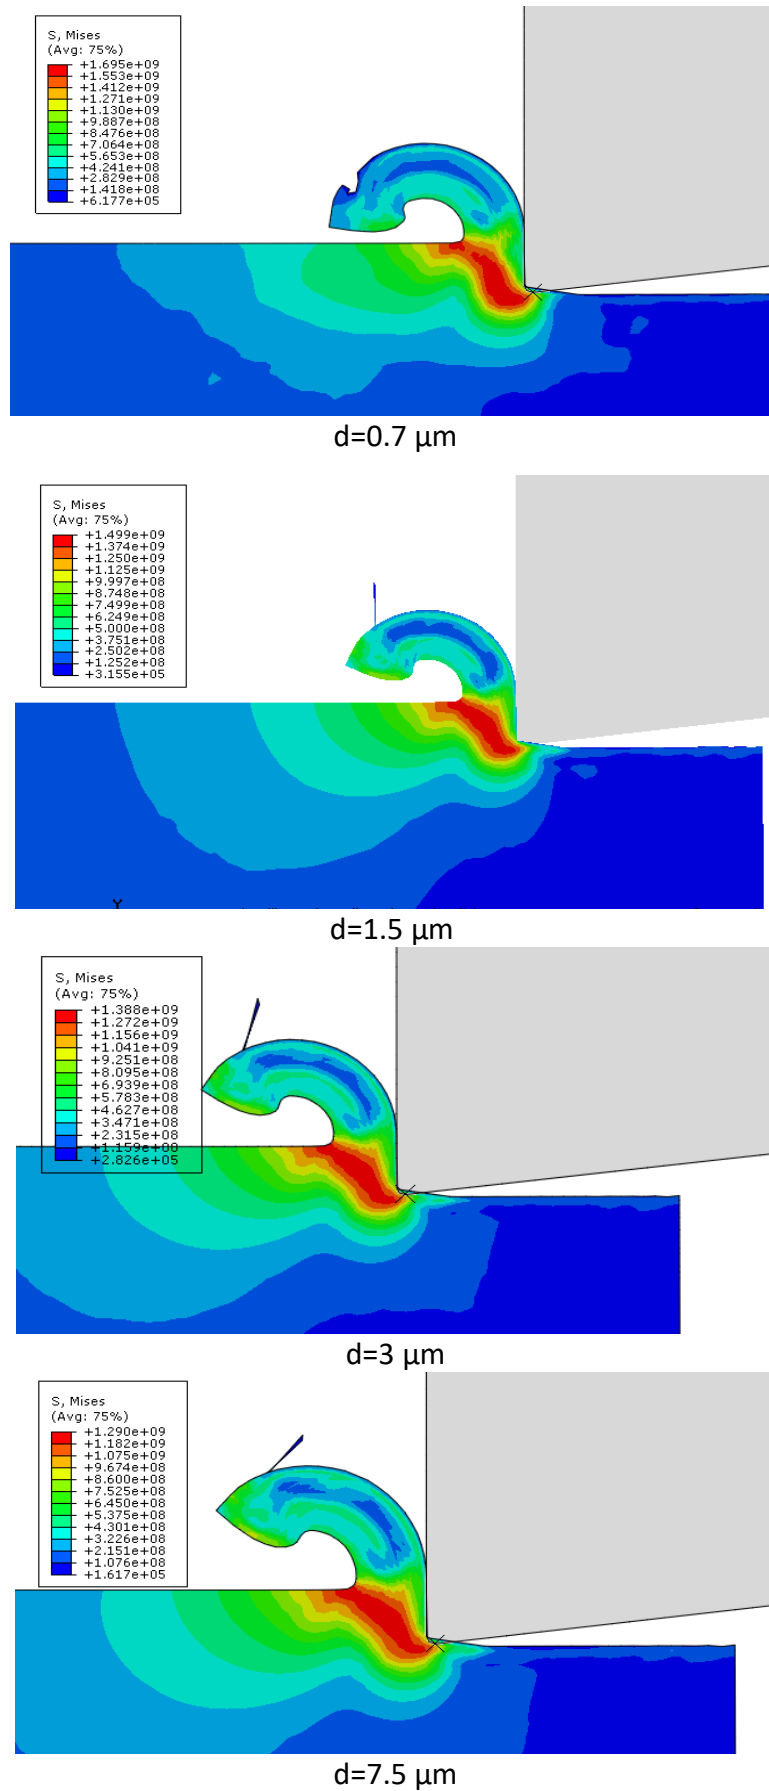 S, Mises
(Avg: 75%)
+1.695e+09
+1.553e+09
+1.412e+09
+1.271e+09
+1.130e+09
+9.887e+08
+8.476e+08
+7.064e+08
+5.653e+08
+4.241e+08
+2.829e+08
+1.418e+08
+6.177e+05
d=0.7 μm
S, Mises
(Avg: 75%)
+1.499e+09
+1.374e+09
+1.250e+09
+1.125e+09
+9.997e+08
+8.748e+08
+7.499e+08
+6.249e+08
+5.000e+08
+3.751e+08
+2.502e+08
+1.252e+08
+3.155e+05
Y
d=1.5 μm
S, Mises
(Avg: 75%)
+1.388e+09
+1.272e+09
+1.156e+09
+1.041e+09
+9.251e+08
+8.095e+08
+6.939e+08
+5.783e+08
+4.627e+08
+3.471e+08
+2.315e+08
+1.159e+08
+2.826e+05
d=3 μm
S, Mises
(Avg: 75%)
+1.290e+09
+1.182e+09
+1.075e+09
+9.674e+08
+8.600e+08
+7.525e+08
+6.450e+08
+5.375e+08
+4.301e+08
+3.226e+08
+2.151e+08
+1.076e+08
+1.617e+05
d=7.5 μm